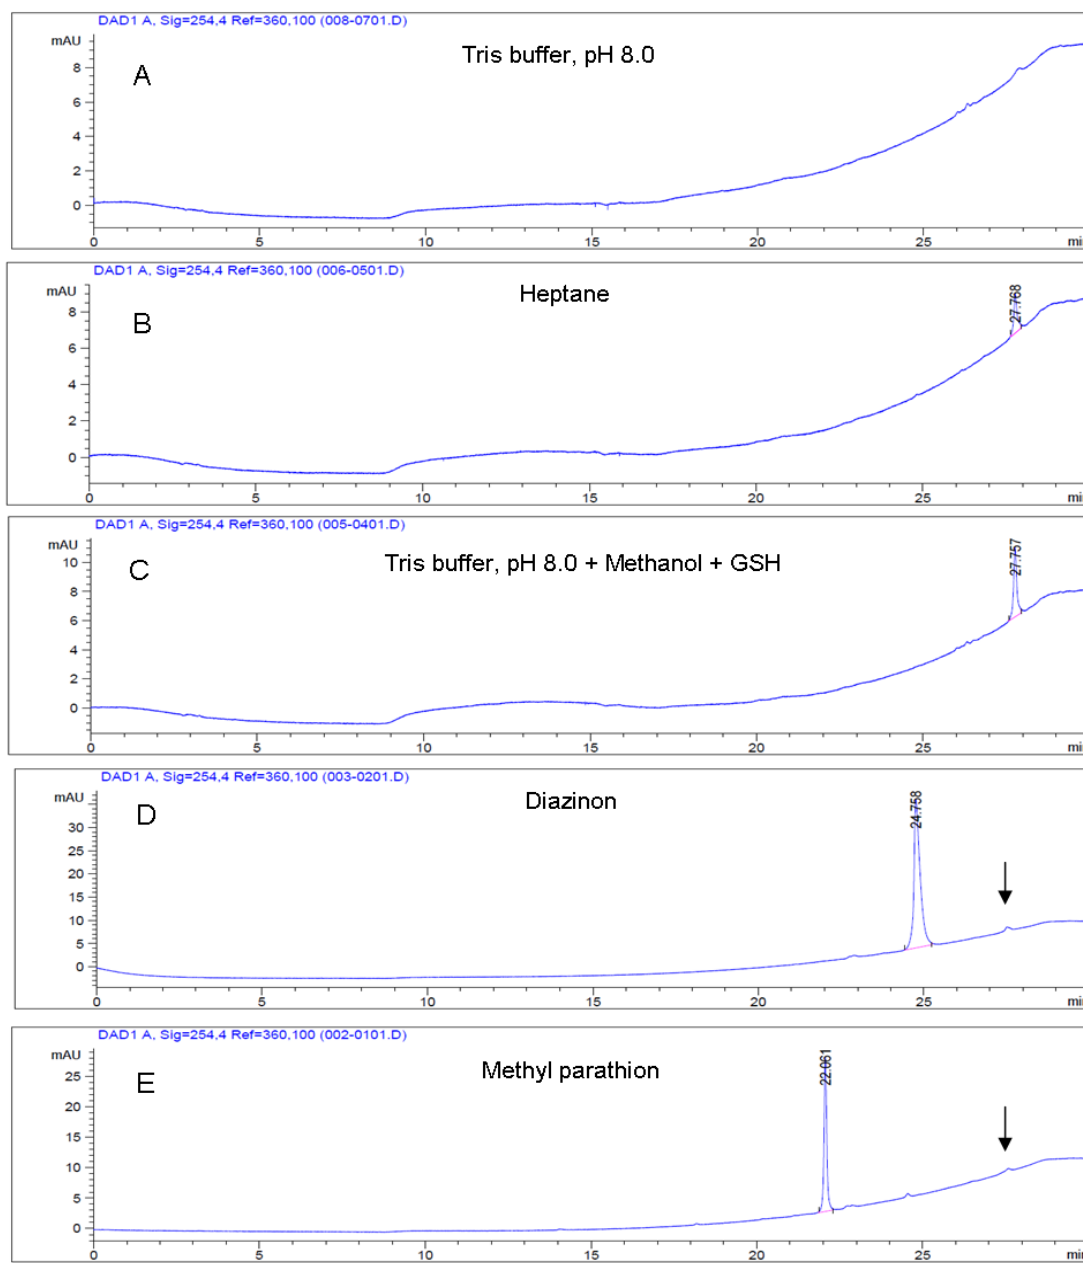 DAD1 A, Sig=254,4 Ref=360,100 (008-0701.D)
mAU
A
Tris buffer, pH 8.0
8
6
4
2
0
0 5 10 15 20 25 mi
DAD1 A, Sig=254,4 Ref=360,100 (006-0501.D)
mAU
B
Heptane
27.768
8
6
4
2
0
0 5 10 15 20 25 min
DAD1 A, Sig=254,4 Ref=360,100 (005-0401.D)
mAU
C
Tris buffer, pH 8.0 + Methanol + GSH
27.757
10
8
6
4
2
0
0 5 10 15 20 25 min
DAD1 A, Sig=254,4 Ref=360,100 (003-0201.D)
mAU
D
Diazinon
24.758
30
25
20
15
10
5
0
0 5 10 15 20 25 min
DAD1 A, Sig=254,4 Ref=360,100 (002-0101.D)
mAU
E
Methyl parathion
22.061
25
20
15
10
5
0
0 5 10 15 20 25 min